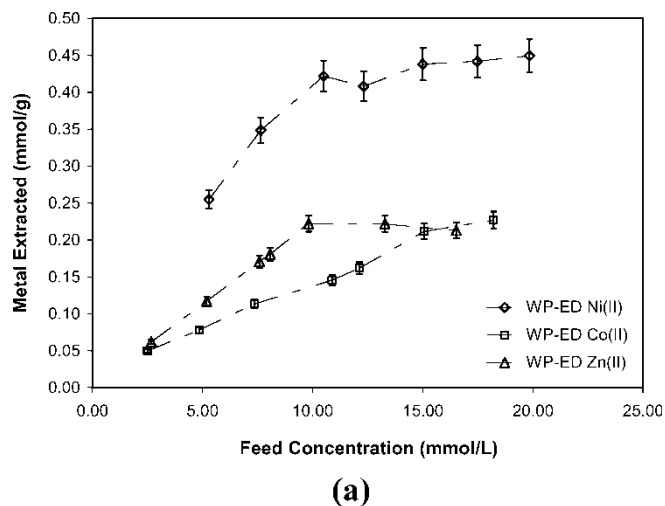 0.50
0.45
0.40
0.35
0.30
0.25
0.20
0.15
0.10
0.05
0.00
Metal Extracted (mmol/g)
WP-ED Ni(II)
WP-ED Co(II)
WP-ED Zn(II)
0.00 5.00 10.00 15.00 20.00 25.00
Feed Concentration (mmol/L)
(a)